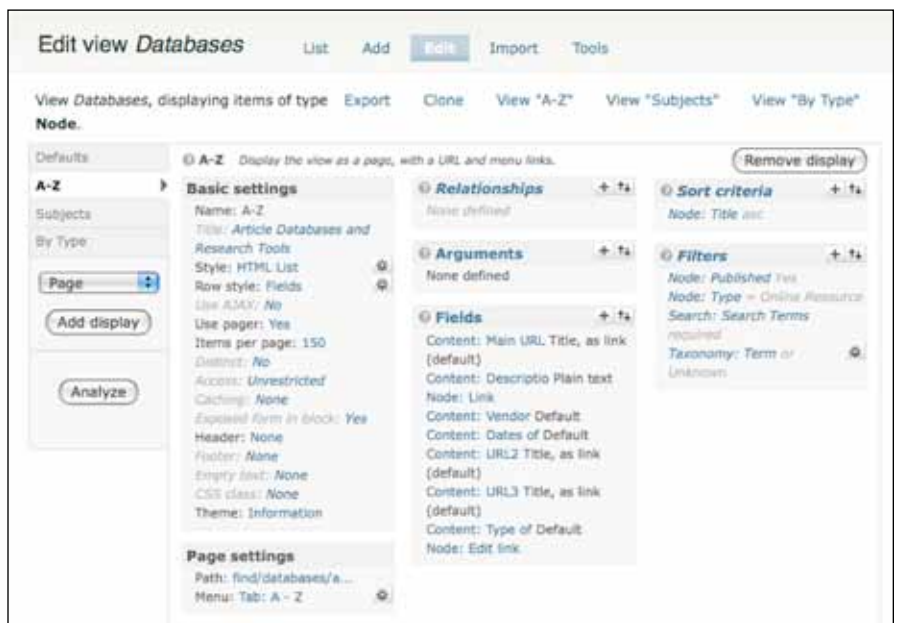 Edit view Databases
List Add Edit Import Tools
View Databases, displaying items of type Node.
Export Clone View "A-Z" View "Subjects" View "By Type"
Defaults
A-Z
Subjects
By Type
Page
Add display
Analyze
A-Z Display the view as a page, with a URL and menu links.
Remove display
Basic settings
Name: A-Z
Title: Article Databases and
Research Tools
Style: HTML List
Row style: Fields
Use AJAX: No
Use pager: Yes
Items per page: 150
Distinct: No
Access: Unrestricted
Caching: None
Exposed form in block: Yes
Header: None
Footer: None
Empty text: None
CSS class: None
Theme: Information
Page settings
Path: find/databases/a...
Menu: Tab: A - Z
Relationships
None defined
Arguments
None defined
Fields
Content: Main URL Title, as link
(default)
Content: Descriptio Plain text
Node: Link
Content: Vendor Default
Content: Dates of Default
Content: URL2 Title, as link
(default)
Content: URL3 Title, as link
(default)
Content: Type of Default
Node: Edit link
Sort criteria
Node: Title asc
Filters
Node: Published Yes
Node: Type = Online Resource
Search: Search Terms
required
Taxonomy: Term or
Unknown